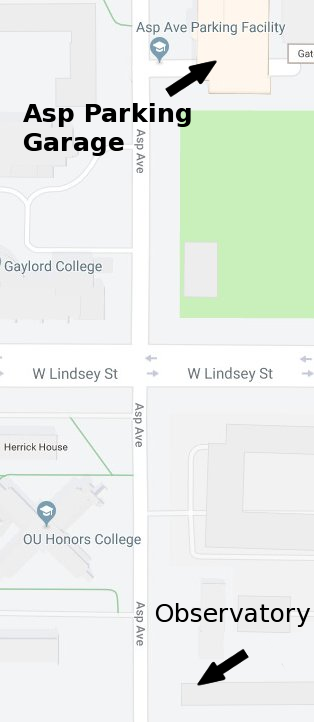 Asp Ave Parking Facility
Gat
Asp Parking
Garage
Asp Ave
Gaylord College
W Lindsey St
W Lindsey St
Asp Ave
Herrick House
OU Honors College
Observatory
Asp Ave